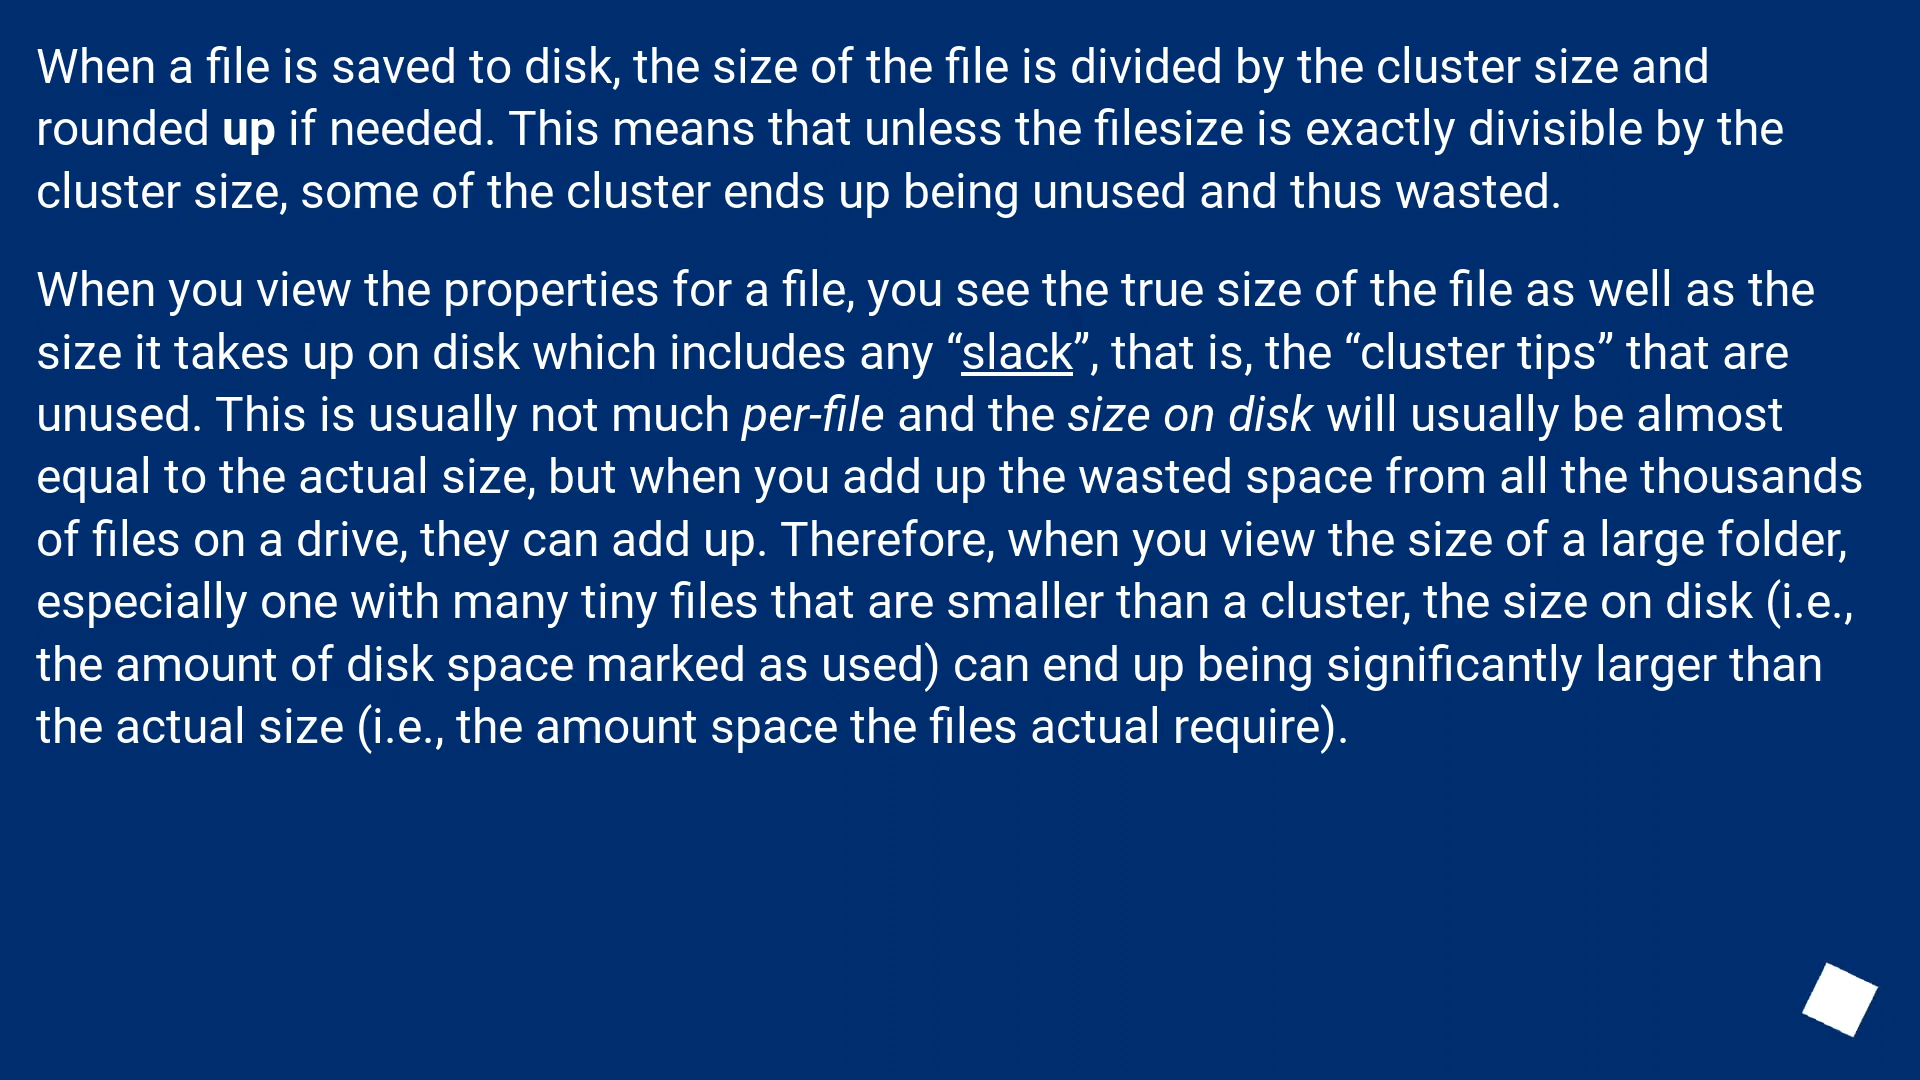 When a file is saved to disk, the size of the file is divided by the cluster size and
rounded up if needed. This means that unless the filesize is exactly divisible by the
cluster size, some of the cluster ends up being unused and thus wasted.
When you view the properties for a file, you see the true size of the file as well as the
size it takes up on disk which includes any “slack”, that is, the “cluster tips” that are
unused. This is usually not much per-file and the size on disk will usually be almost
equal to the actual size, but when you add up the wasted space from all the thousands
of files on a drive, they can add up. Therefore, when you view the size of a large folder,
especially one with many tiny files that are smaller than a cluster, the size on disk (i.e.,
the amount of disk space marked as used) can end up being significantly larger than
the actual size (i.e., the amount space the files actual require).